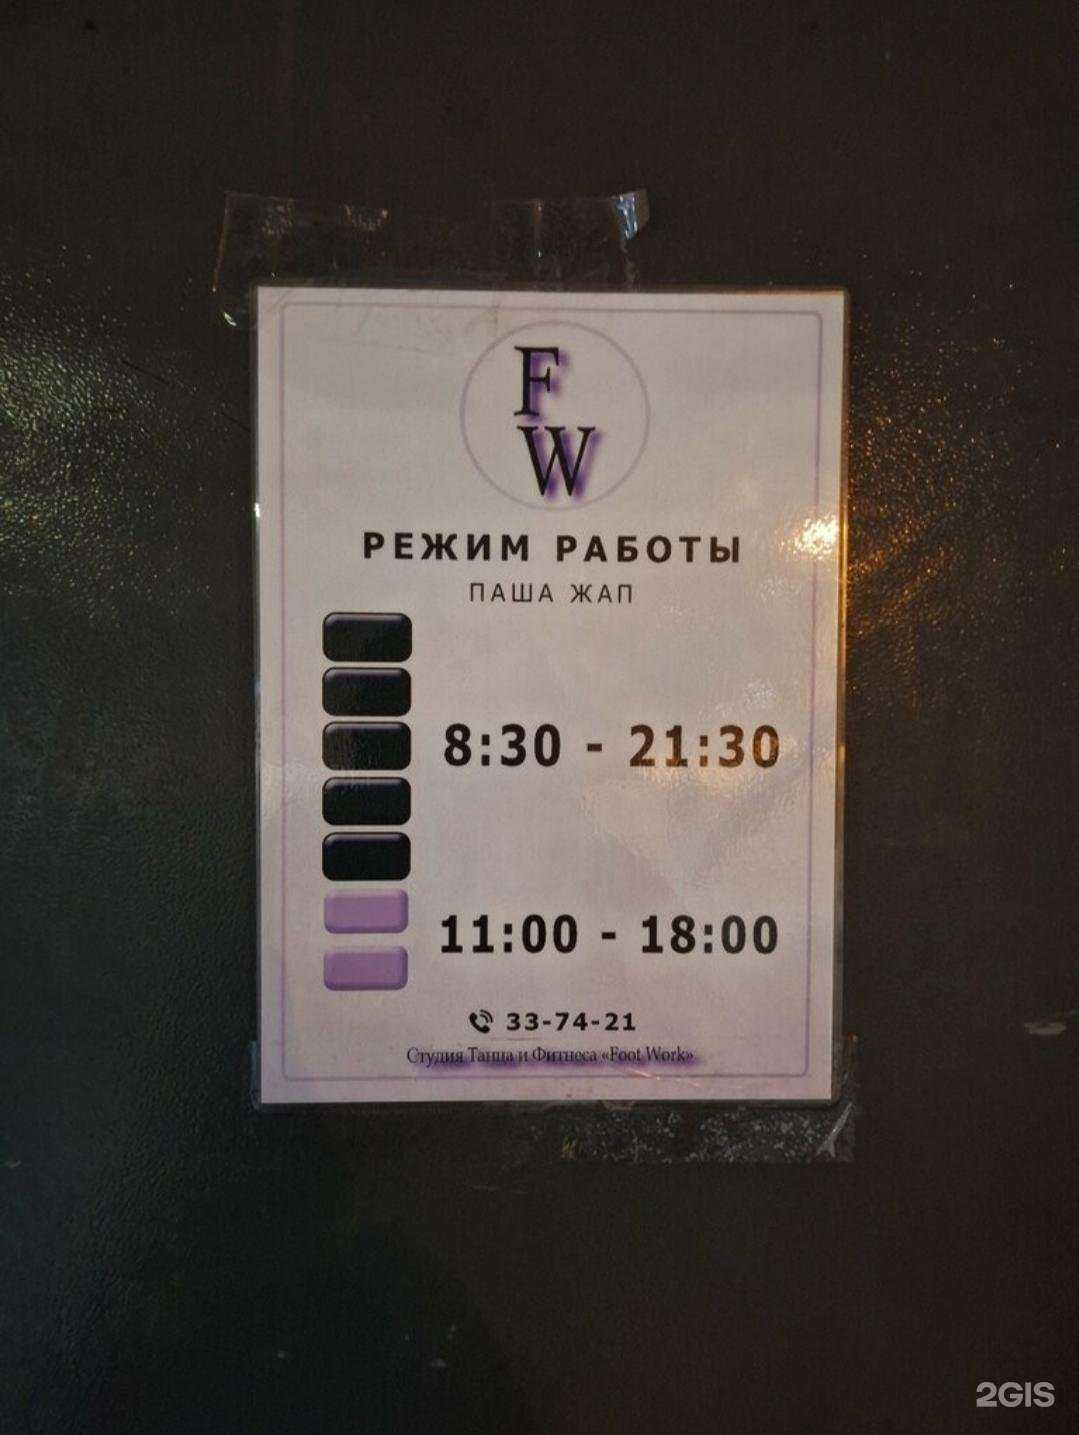 F
W
РЕЖИМ РАБОТЫ
ПАША ЖАП
8:30 - 21:30
11:00 - 18:00
33-74-21
Студия Танца и Фитнеса «Foot Work»
2GIS